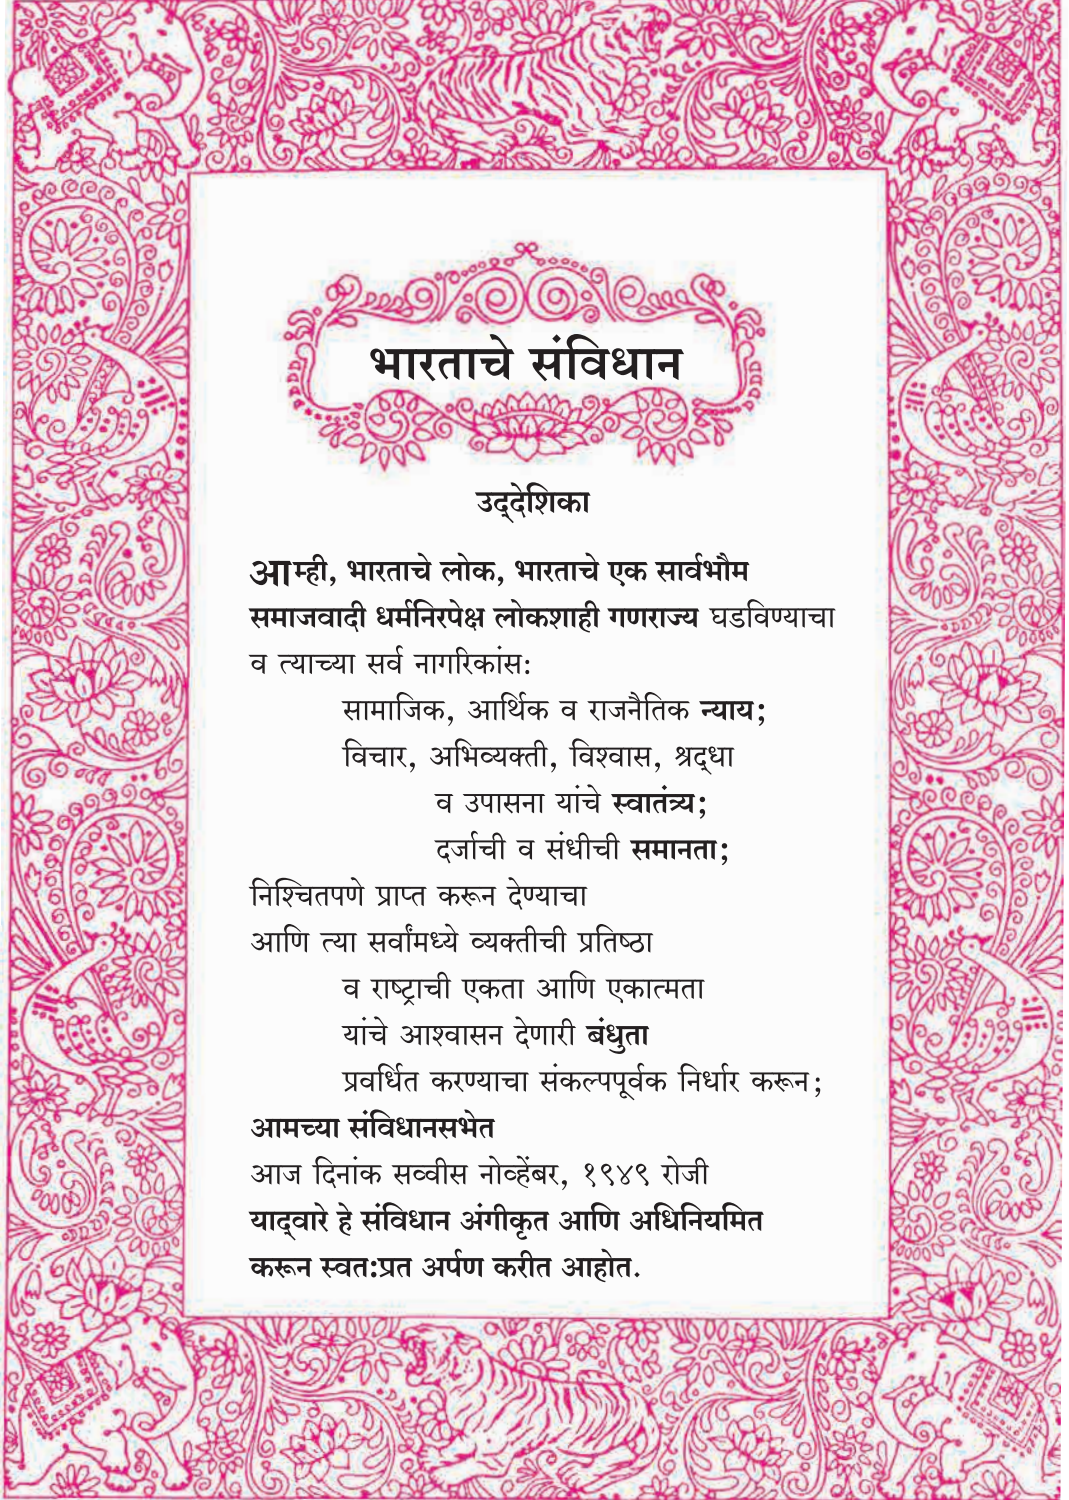 भारताचे संविधान
उद्‌देशिका
आम्ही, भारताचे लोक, भारताचे एक सार्वभौम
समाजवादी धर्मनिरपेक्ष लोकशाही गणराज्य घडविण्याचा
व त्याच्या सर्व नागरिकांस:
सामाजिक, आर्थिक व राजनैतिक न्याय;
विचार, अभिव्यक्ती, विश्वास, श्रद्‌धा
व उपासना यांचे स्वातंत्र्य;
दर्जाची व संधीची समानता;
निश्चितपणे प्राप्त करून देण्याचा
आणि त्या सर्वांमध्ये व्यक्तीची प्रतिष्ठा
व राष्ट्राची एकता आणि एकात्मता
यांचे आश्वासन देणारी बंधुता
प्रवर्धित करण्याचा संकल्पपूर्वक निर्धार करून;
आमच्या संविधानसभेत
आज दिनांक सव्वीस नोव्हेंबर, १९४९ रोजी
याद्‌वारे हे संविधान अंगीकृत आणि अधिनियमित
करून स्वत:प्रत अर्पण करीत आहोत.